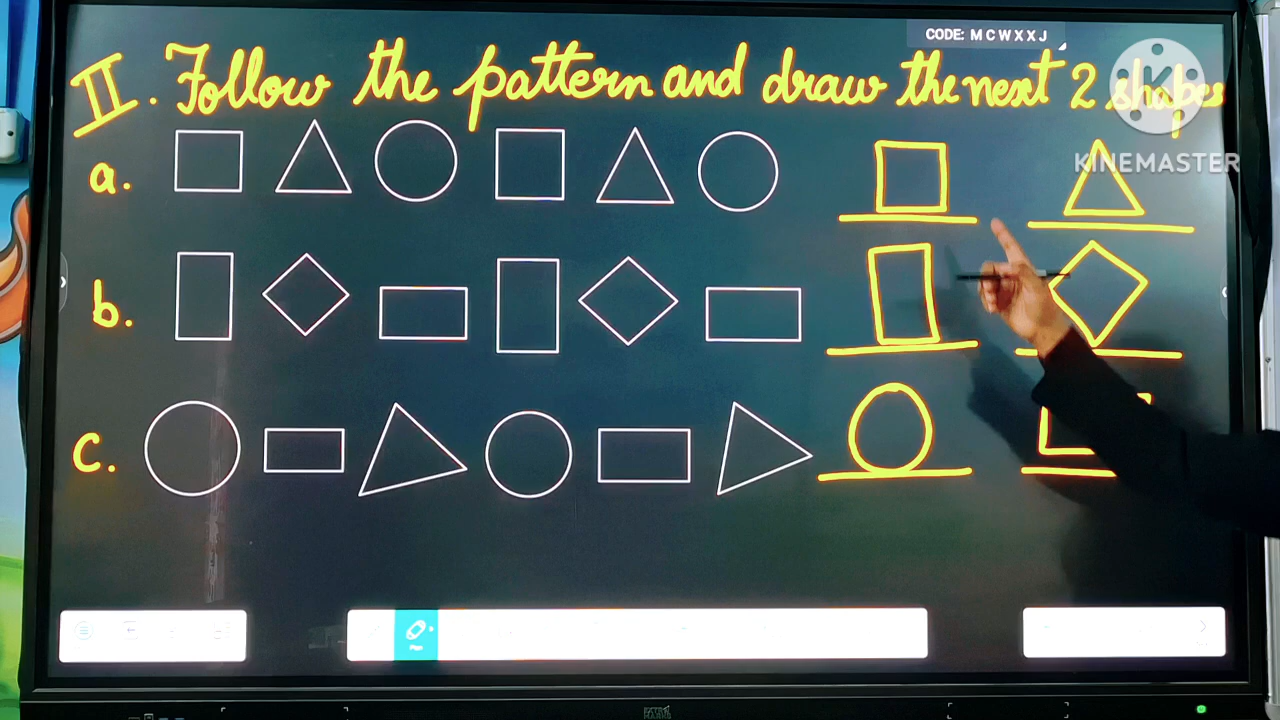 CODE: MCWXXJ
II. Follow the pattern and draw the next 2 shapes
KINEMASTER
a.
b.
c.